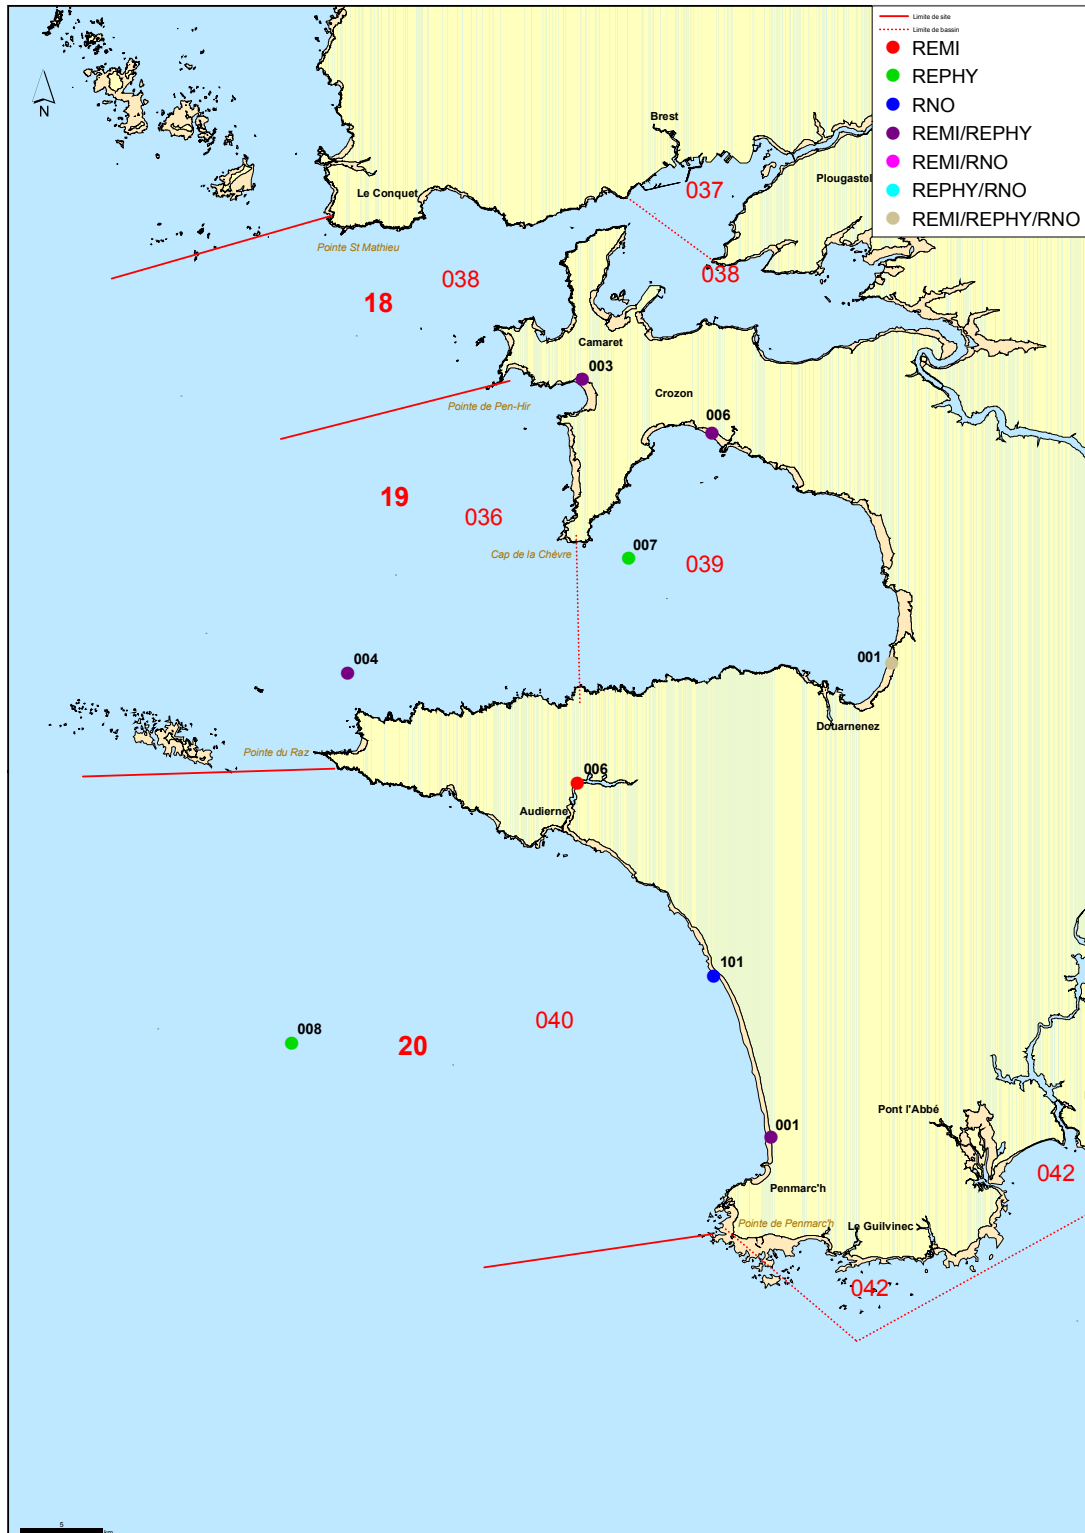 Limite de site
Limite de bassin
REMI
REPHY
RNO
REMI/REPHY
REMI/RNO
REPHY/RNO
REMI/REPHY/RNO
N
Brest
Plougastel
037
Le Conquet
Pointe St Mathieu
038
038
18
Camaret
003
Crozon
Pointe de Pen-Hir
006
19
036
Cap de la Chèvre
007
039
004
001
Douarnenez
Pointe du Raz
006
Audierne
101
040
008
20
Pont l'Abbé
001
042
Penmarc'h
Pointe de Penmarc'h
Le Guilvinec
042
5
km